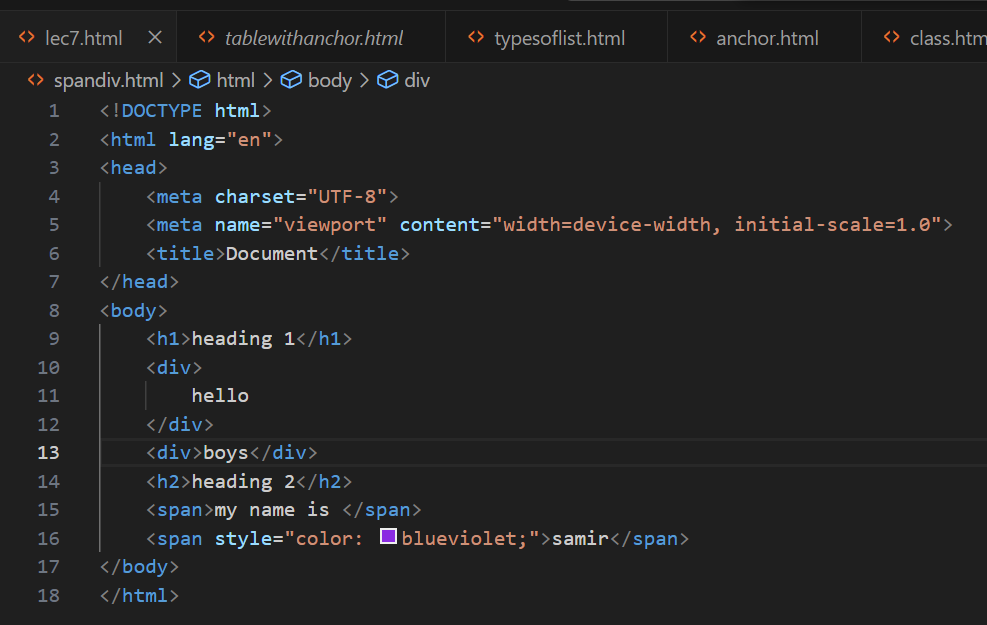 lec7.html tablewithanchor.html typesoflist.html anchor.html class.htm
spandiv.html > html > body > div
1 <!DOCTYPE html>
2 <html lang="en">
3 <head>
4     <meta charset="UTF-8">
5     <meta name="viewport" content="width=device-width, initial-scale=1.0">
6     <title>Document</title>
7 </head>
8 <body>
9     <h1>heading 1</h1>
10     <div>
11         hello
12     </div>
13     <div>boys</div>
14     <h2>heading 2</h2>
15     <span>my name is </span>
16     <span style="color: blueviolet;">samir</span>
17 </body>
18 </html>